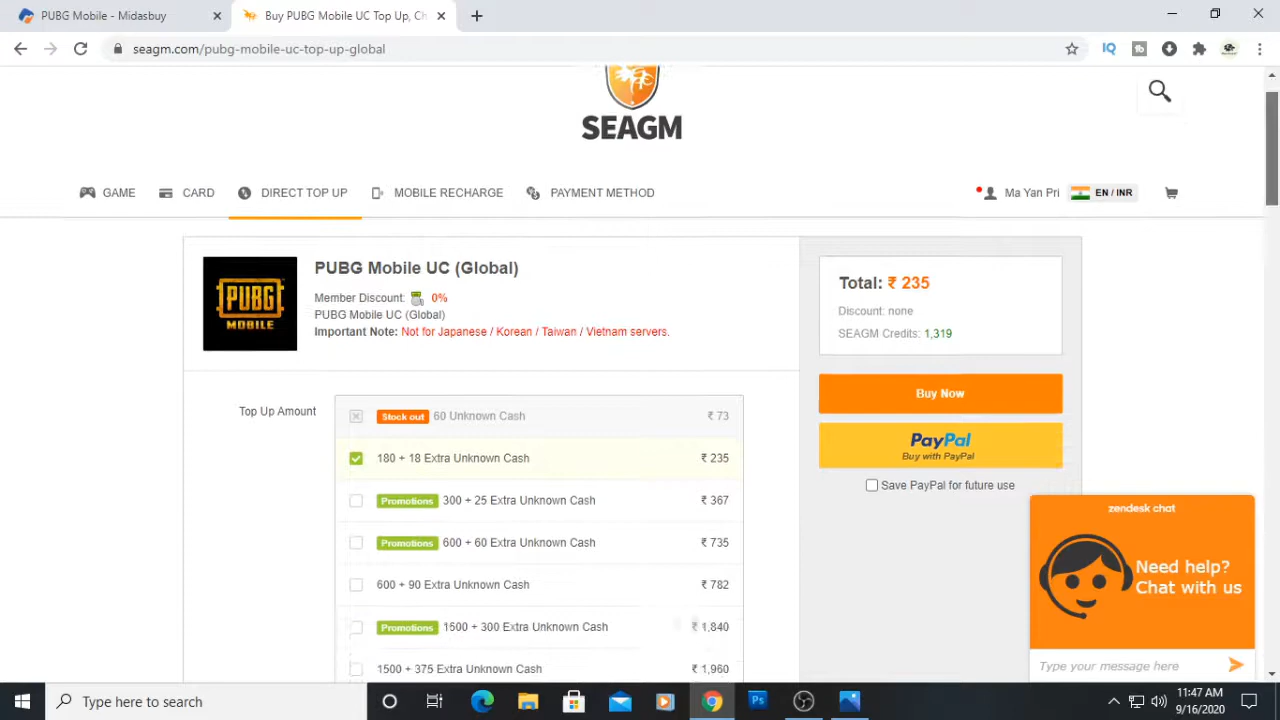 PUBG Mobile - Midasbuy
Buy PUBG Mobile UC Top Up, Ch
seagm.com/pubg-mobile-uc-top-up-global
IQ
SEAGM
GAME
CARD
DIRECT TOP UP
MOBILE RECHARGE
PAYMENT METHOD
Ma Yan Pri
EN / INR
PUBG MOBILE
PUBG Mobile UC (Global)
Member Discount: 0%
PUBG Mobile UC (Global)
Important Note: Not for Japanese / Korean / Taiwan / Vietnam servers.
Total: ₹ 235
Discount: none
SEAGM Credits: 1,319
Buy Now
PayPal
Buy with PayPal
Save PayPal for future use
Top Up Amount
Stock out 60 Unknown Cash ₹ 73
180 + 18 Extra Unknown Cash ₹ 235
Promotions 300 + 25 Extra Unknown Cash ₹ 367
Promotions 600 + 60 Extra Unknown Cash ₹ 735
600 + 90 Extra Unknown Cash ₹ 782
Promotions 1500 + 300 Extra Unknown Cash ₹ 1,840
1500 + 375 Extra Unknown Cash ₹ 1,960
zendesk chat
Need help?
Chat with us
Type your message here
Type here to search
Ps
11:47 AM
9/16/2020